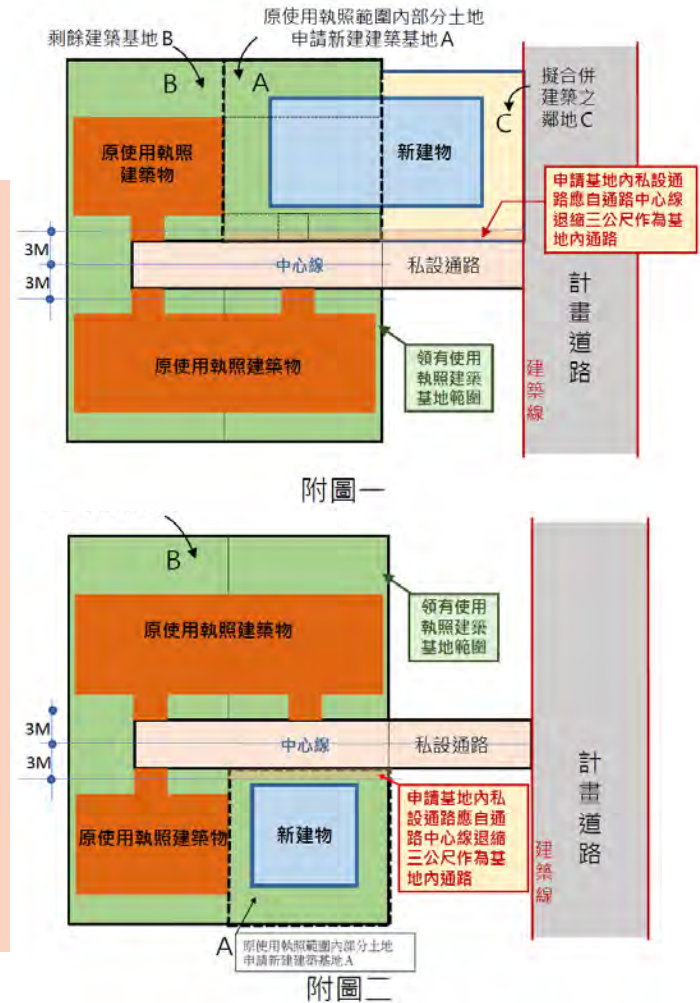 原使用執照範圍內部分土地
申請新建建築基地A
剩餘建築基地B
B
A
擬合併
建築之
鄰地C
C
原使用執照
建築物
新建物
申請基地內私設通
路應自通路中心線
退縮三公尺作為基
地內通路
3M
3M
中心線
私設通路
計畫道路
原使用執照建築物
領有使用
執照建築
基地範圍
建築線
附圖一
B
領有使用
執照建築
基地範圍
原使用執照建築物
3M
3M
中心線
私設通路
計畫道路
原使用執照建築物
新建物
申請基地內私
設通路應自通
路中心線退縮
三公尺作為基
地內通路
建築線
A
原使用執照範圍內部分土地
申請新建建築基地A
附圖二